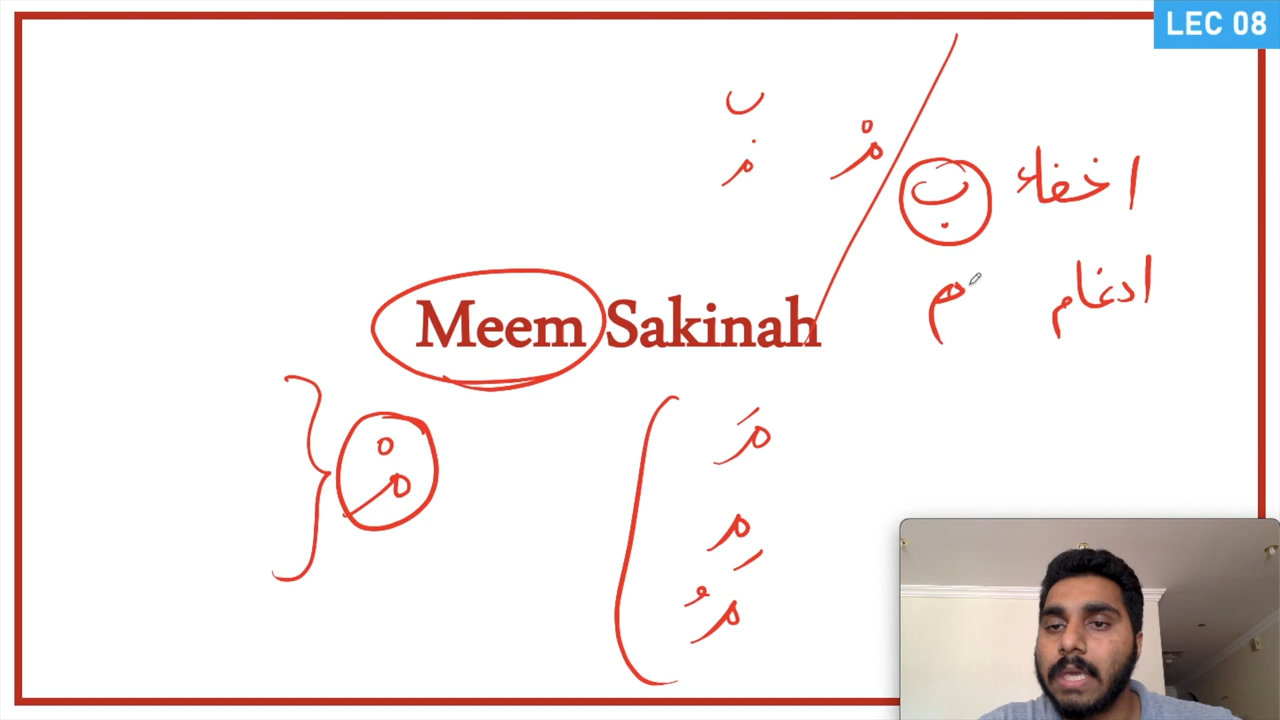 LEC 08
مْ
اخفاء ب
ادغام م
Meem Sakinah
مْ
مَ
مِ
مُ